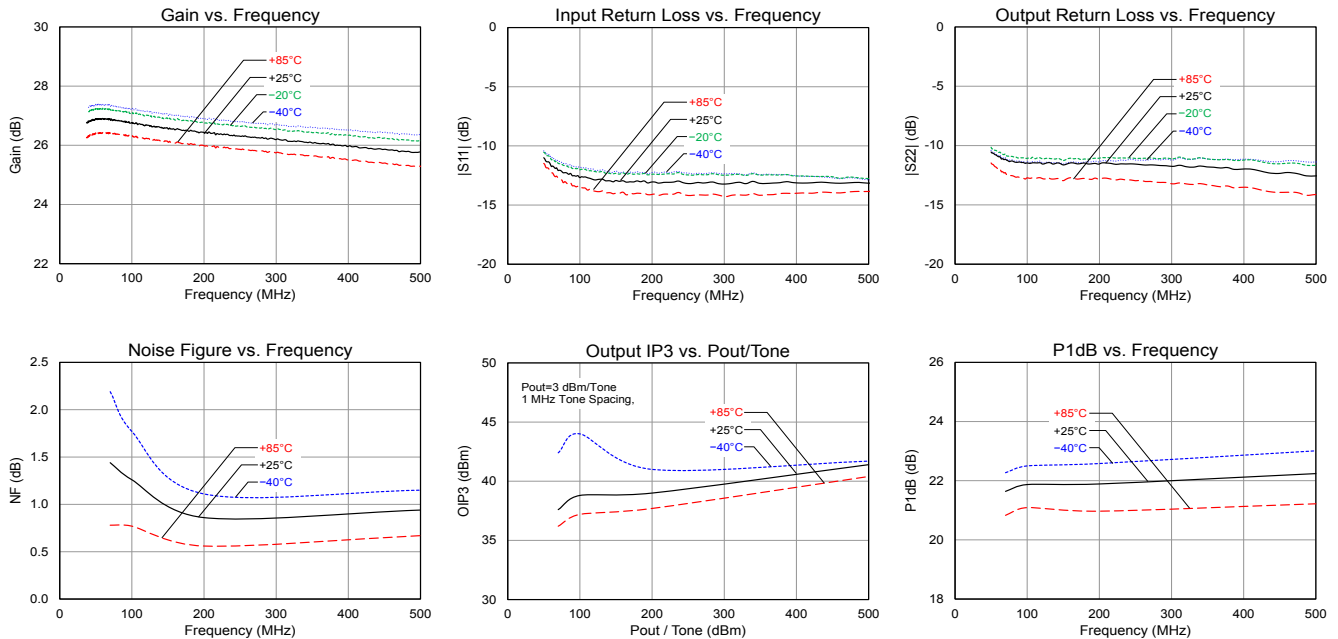 Gain vs. Frequency
30
28
26
24
22
Gain (dB)
+85°C
+25°C
−20°C
−40°C
0
100
200
300
400
500
Frequency (MHz)
Input Return Loss vs. Frequency
0
-5
-10
-15
-20
|S11| (dB)
+85°C
+25°C
−20°C
−40°C
0
100
200
300
400
500
Frequency (MHz)
Output Return Loss vs. Frequency
0
-5
-10
-15
-20
|S22| (dB)
+85°C
+25°C
−20°C
−40°C
0
100
200
300
400
500
Frequency (MHz)
Noise Figure vs. Frequency
2.5
2.0
1.5
1.0
0.5
0.0
NF (dB)
+85°C
+25°C
−40°C
0
100
200
300
400
500
Frequency (MHz)
Output IP3 vs. Pout/Tone
50
45
40
35
30
OIP3 (dBm)
Pout=3 dBm/Tone
1 MHz Tone Spacing,
+85°C
+25°C
−40°C
0
100
200
300
400
500
Pout / Tone (dBm)
P1dB vs. Frequency
26
24
22
21
18
P1dB (dB)
+85°C
+25°C
−40°C
0
100
200
300
400
500
Frequency (MHz)